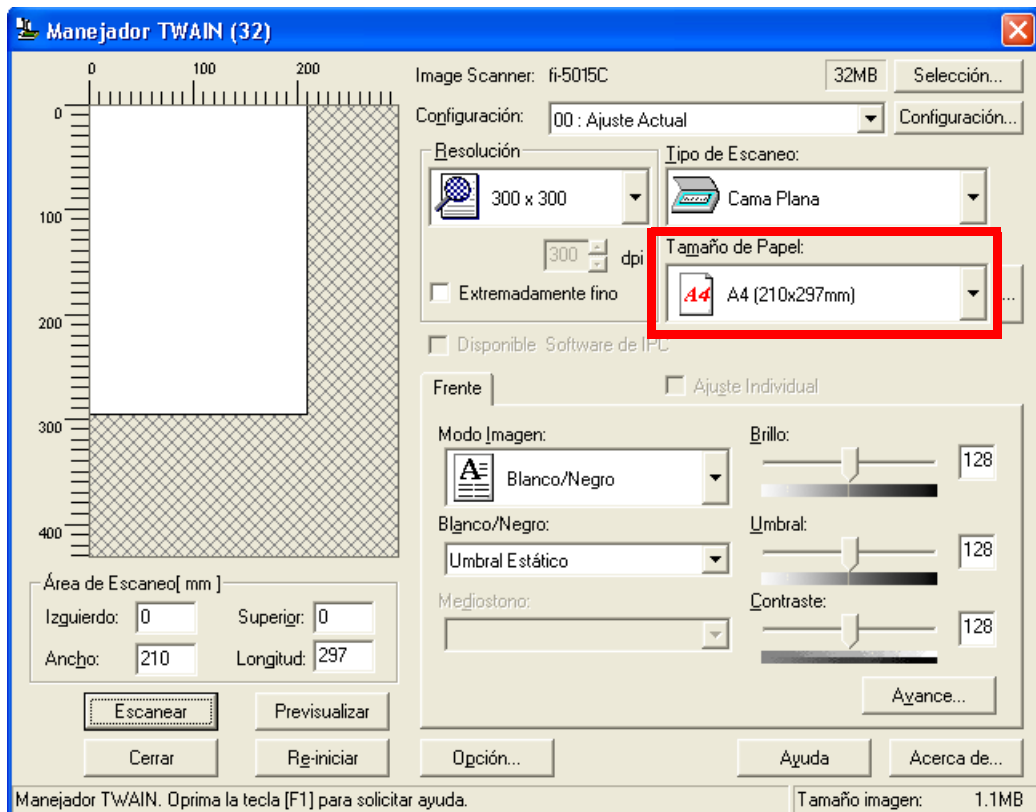 Manejador TWAIN (32)
0 100 200
0
100
200
300
400
Image Scanner: fi-5015C 32MB Selección...
Configuración: 00 : Ajuste Actual Configuración...
Resolución
300 x 300
300 dpi
Extremadamente fino
Tipo de Escaneo:
Cama Plana
Tamaño de Papel:
A4 A4 (210x297mm)
...
Disponible Software de IPC
Frente
Ajuste Individual
Modo Imagen:
A Blanco/Negro
Blanco/Negro:
Umbral Estático
Mediostono:
Brillo:
128
Umbral:
128
Contraste:
128
Avance...
Área de Escaneo[ mm ]
Izguierdo: 0 Superior: 0
Ancho: 210 Longitud: 297
Escanear Previsualizar
Cerrar Re-iniciar Opción... Ayuda Acerca de...
Manejador TWAIN. Oprima la tecla [F1] para solicitar ayuda. Tamaño imagen: 1.1MB